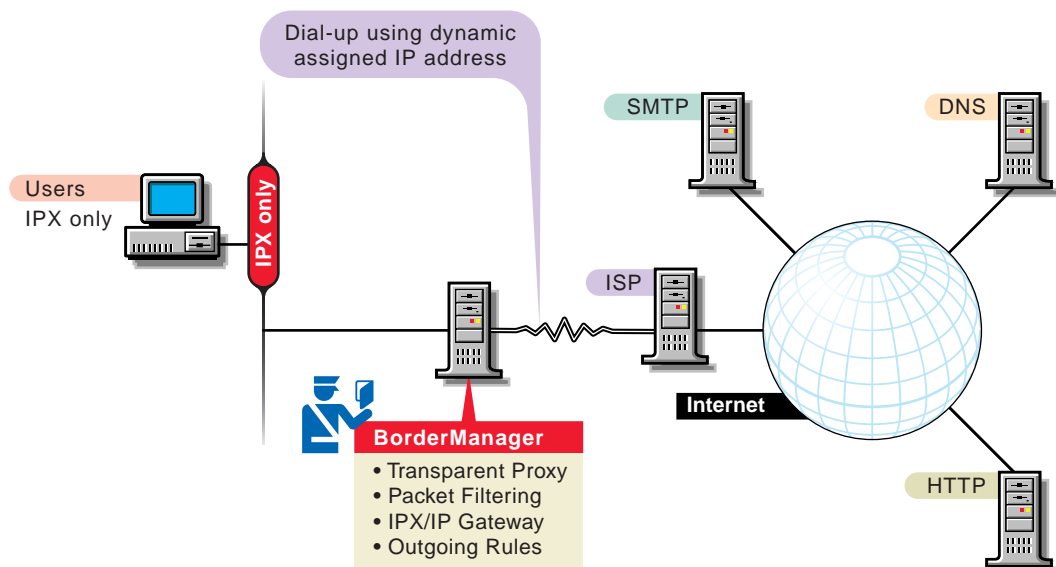 Dial-up using dynamic
assigned IP address
SMTP
DNS
Users
IPX only
IPX only
ISP
Internet
BorderManager
• Transparent Proxy
• Packet Filtering
• IPX/IP Gateway
• Outgoing Rules
HTTP